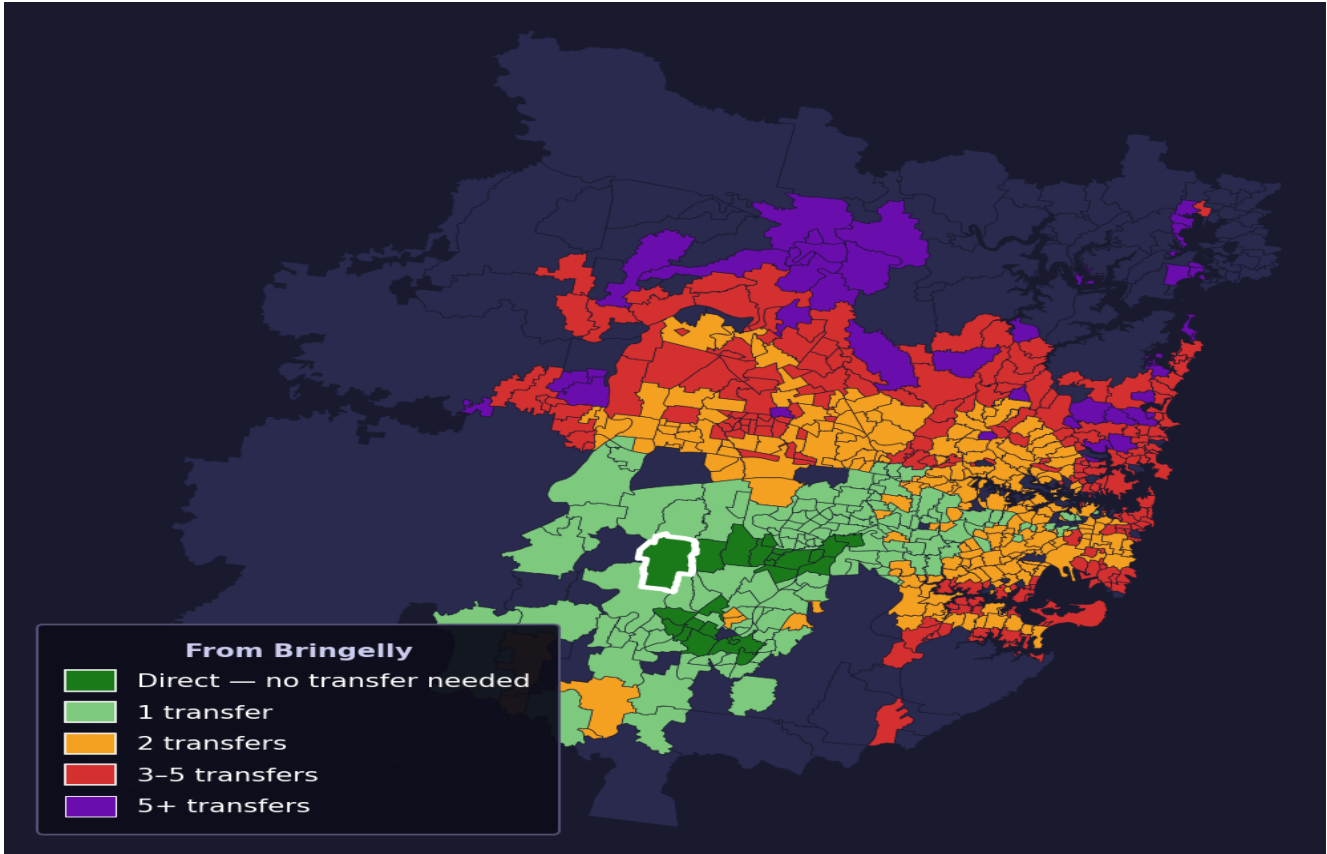 From Bringelly
Direct — no transfer needed
1 transfer
2 transfers
3–5 transfers
5+ transfers